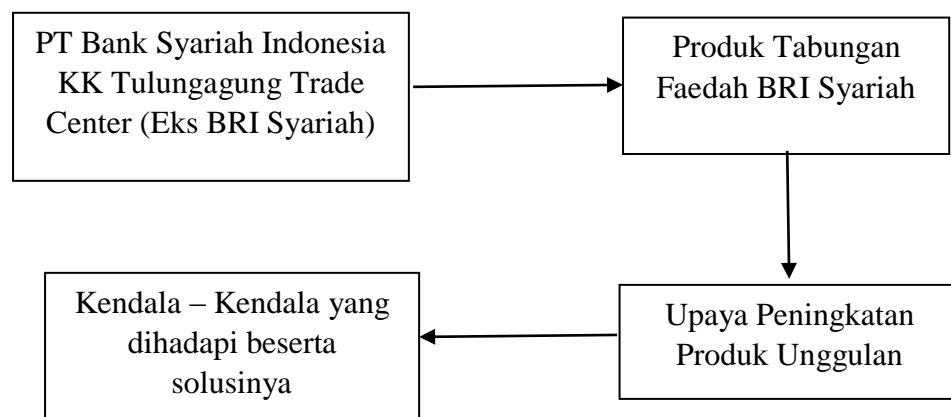 PT Bank Syariah Indonesia
KK Tulungagung Trade
Center (Eks BRI Syariah)
Produk Tabungan
Faedah BRI Syariah
Upaya Peningkatan
Produk Unggulan
Kendala – Kendala yang
dihadapi beserta
solusinya